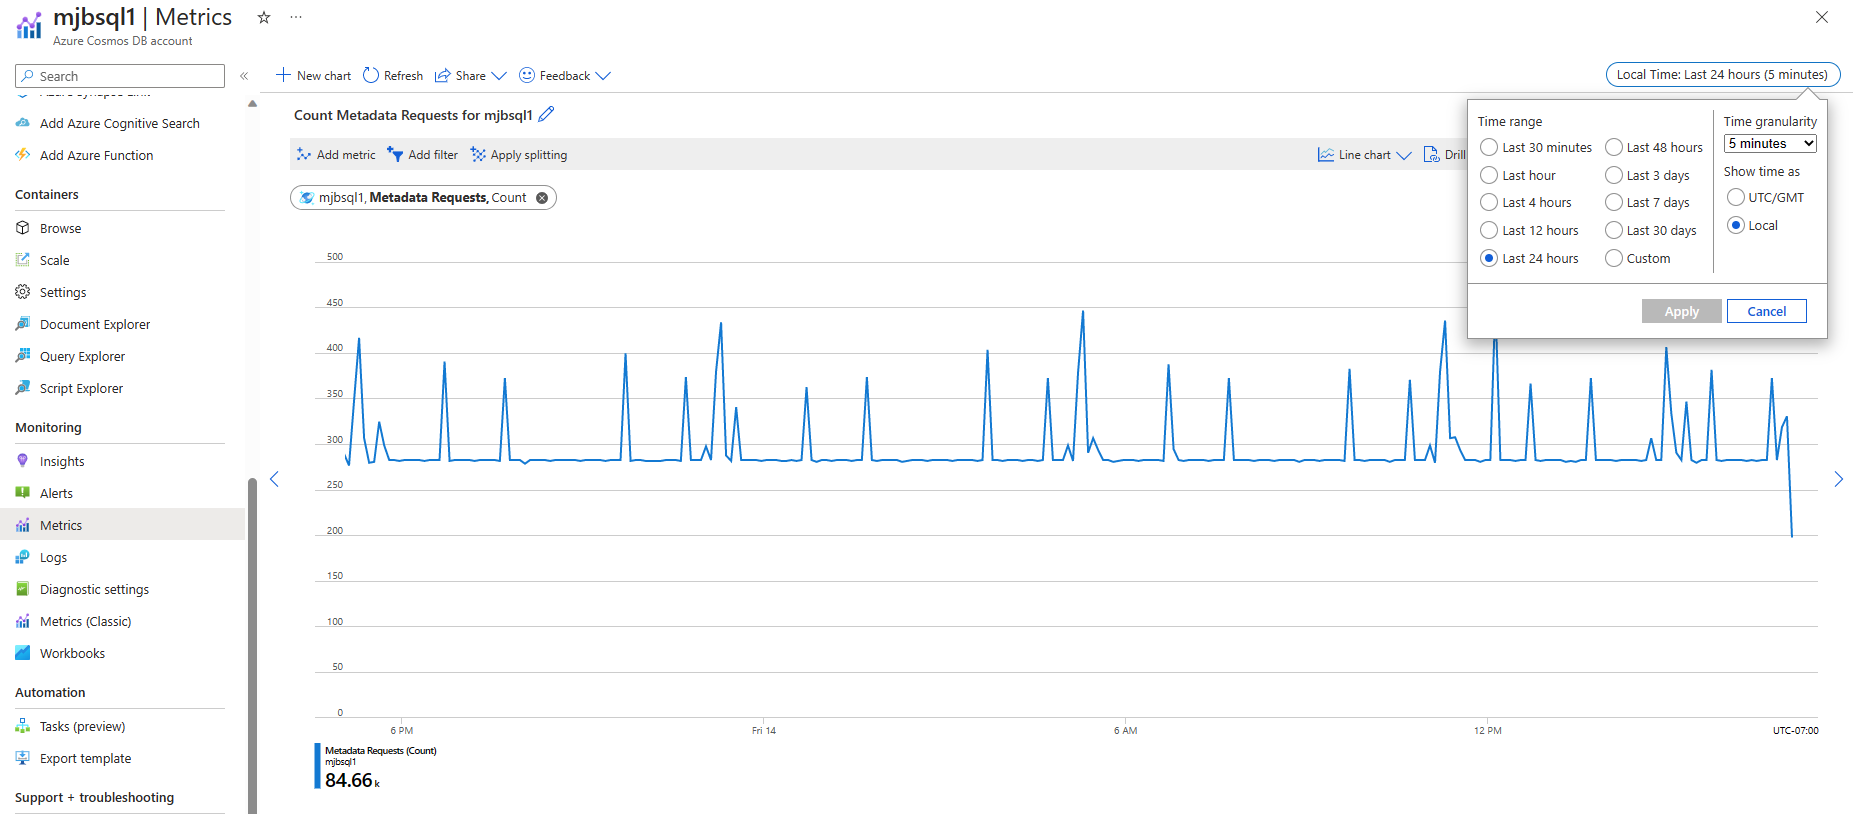 mjbsql1 | Metrics
Azure Cosmos DB account
Search
Azure Synapse Link
Add Azure Cognitive Search
Add Azure Function
Containers
Browse
Scale
Settings
Document Explorer
Query Explorer
Script Explorer
Monitoring
Insights
Alerts
Metrics
Logs
Diagnostic settings
Metrics (Classic)
Workbooks
Automation
Tasks (preview)
Export template
Support + troubleshooting
New chart Refresh Share Feedback
Local Time: Last 24 hours (5 minutes)
Count Metadata Requests for mjbsql1
Add metric Add filter Apply splitting Line chart Drill
mjbsql1, Metadata Requests, Count
Time range
Last 30 minutes Last 48 hours
Last hour Last 3 days
Last 4 hours Last 7 days
Last 12 hours Last 30 days
Last 24 hours Custom
Time granularity
5 minutes
Show time as
UTC/GMT
Local
Apply Cancel
500
450
400
350
300
250
200
150
100
50
0
6 PM Fri 14 6 AM 12 PM UTC-07:00
Metadata Requests (Count)
mjbsql1
84.66 k